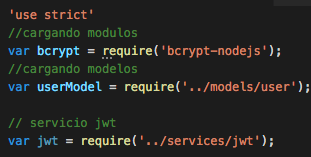 'use strict'
//cargando modulos
var bcrypt = require('bcrypt-nodejs');
//cargando modelos
var userModel = require('../models/user');
// servicio jwt
var jwt = require('../services/jwt');